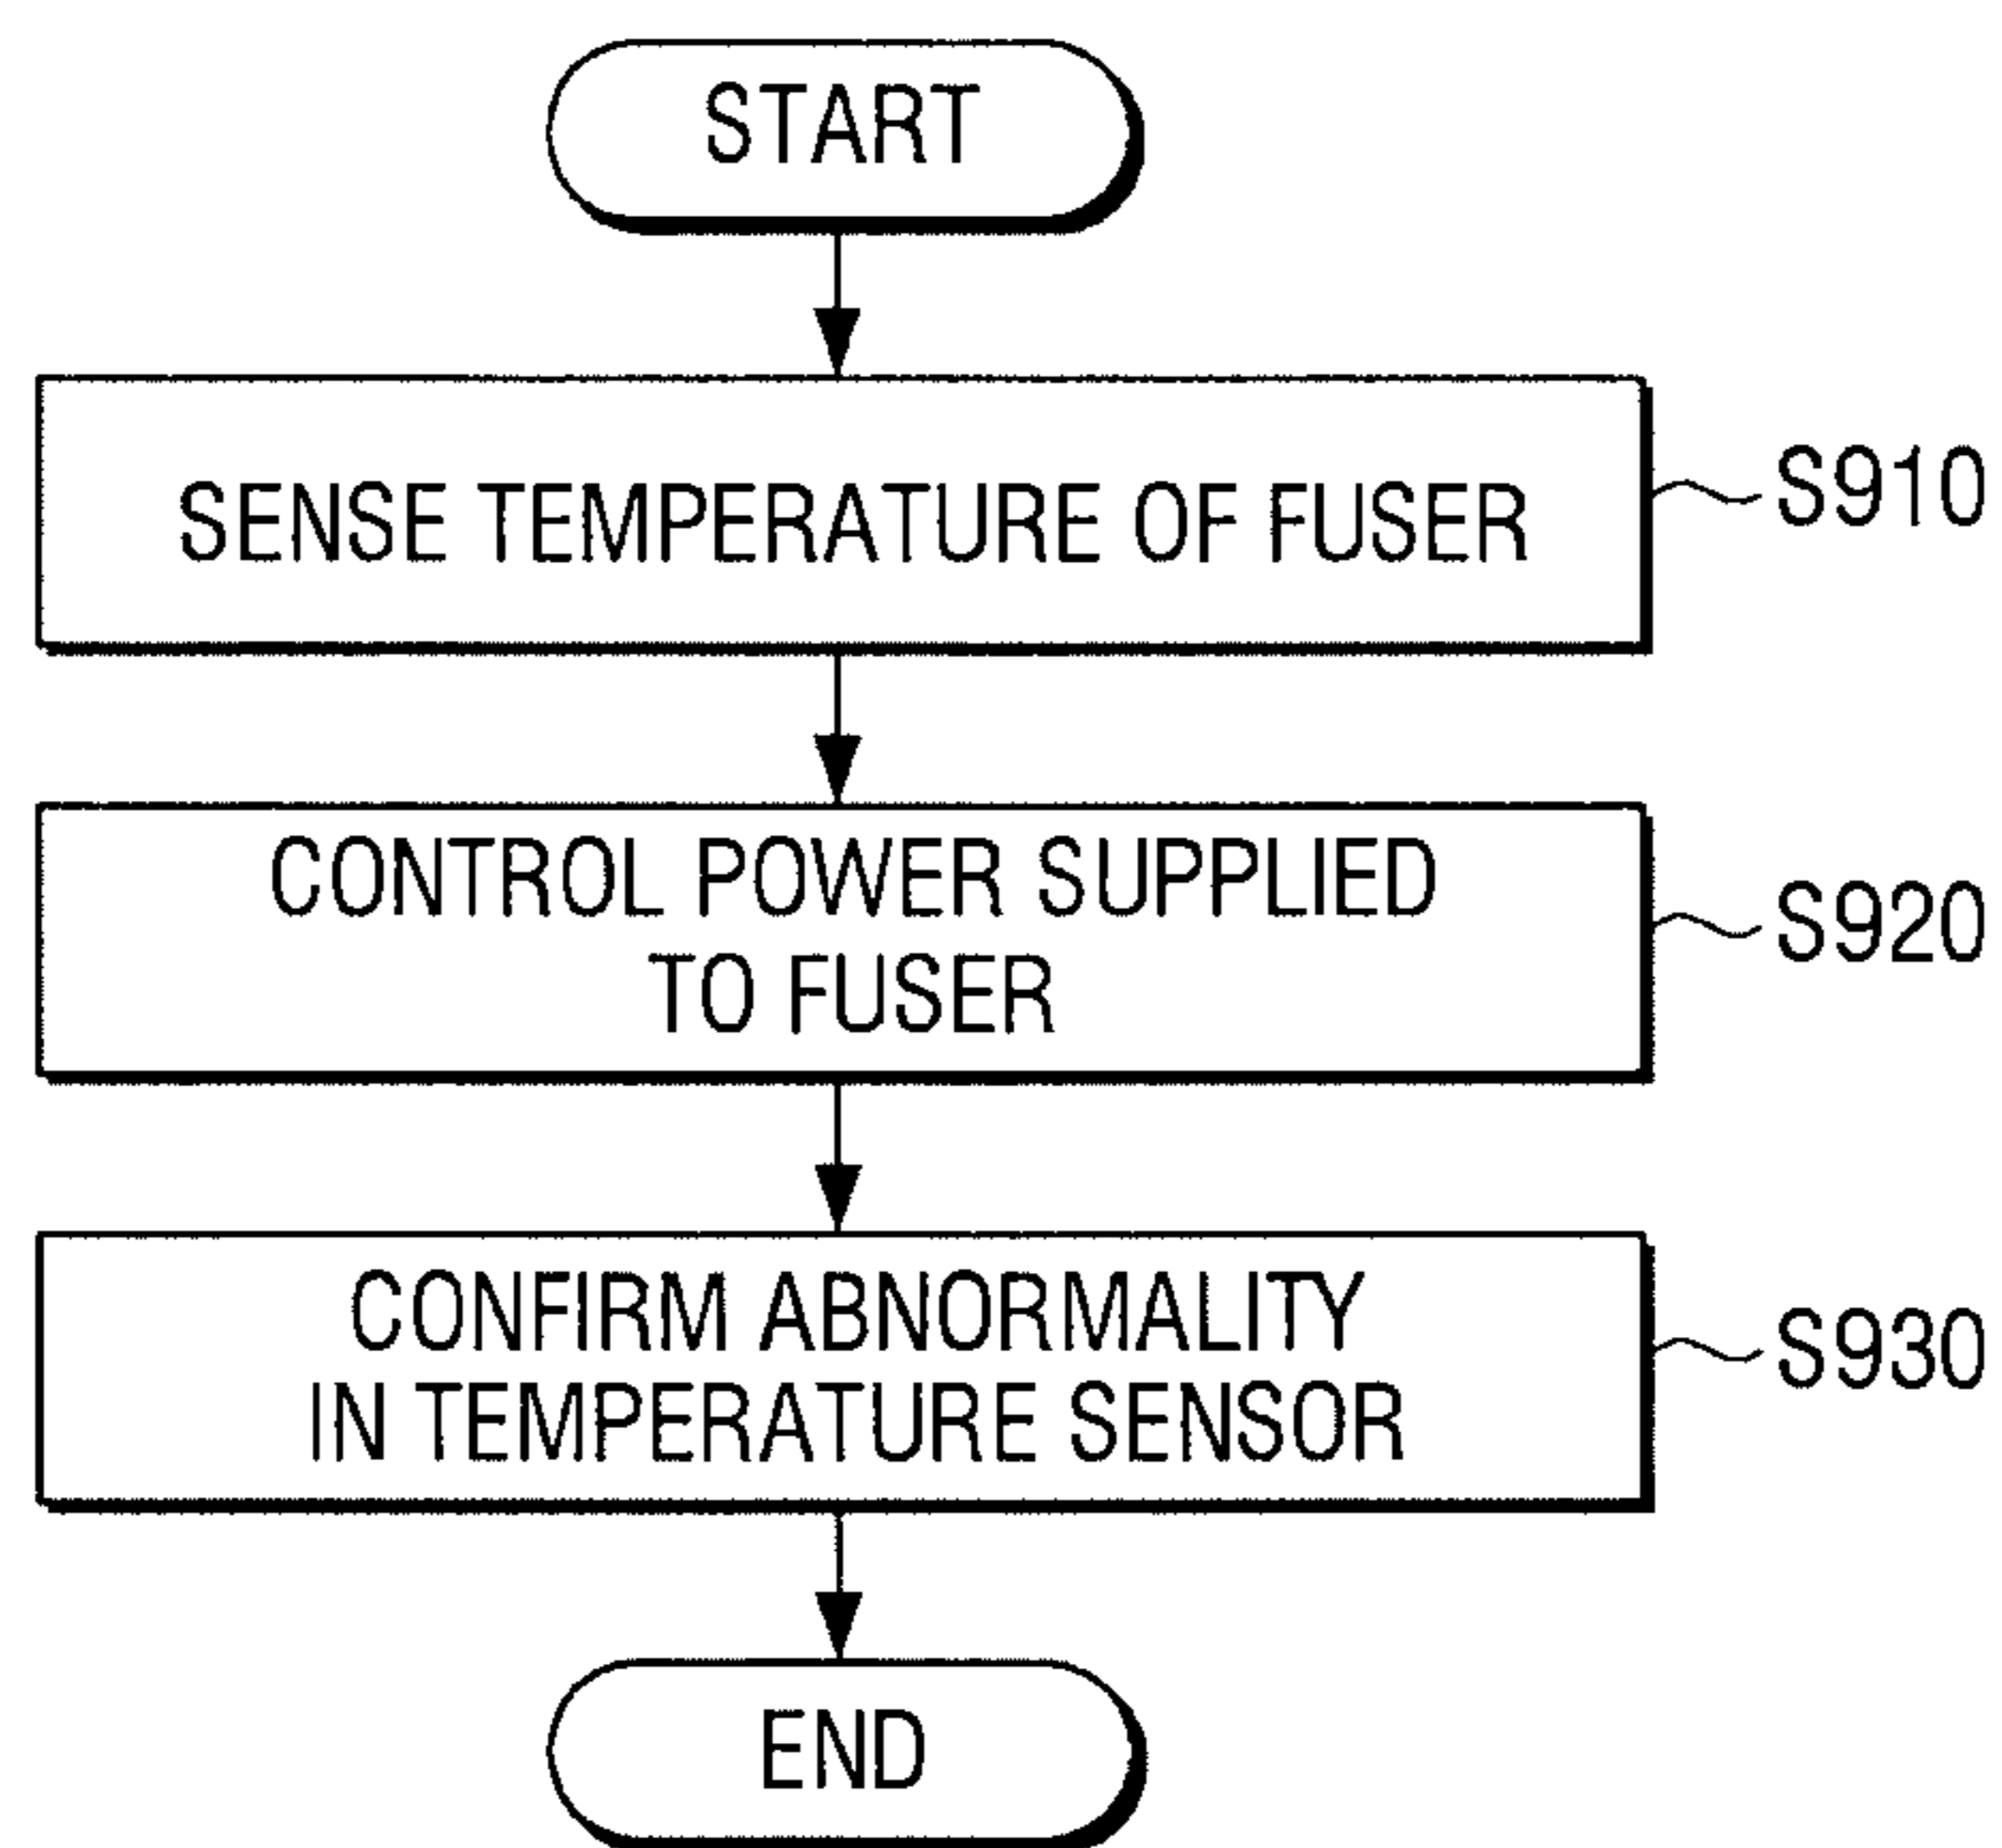 START
SENSE TEMPERATURE OF FUSER
S910
CONTROL POWER SUPPLIED
TO FUSER
S920
CONFIRM ABNORMALITY
IN TEMPERATURE SENSOR
S930
END